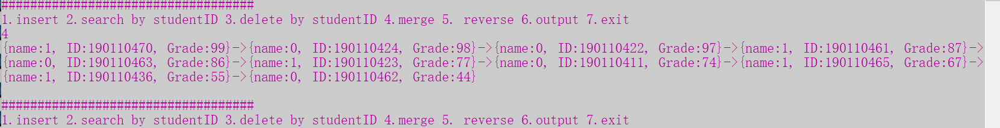 ###################################
1.insert 2.search by studentID 3.delete by studentID 4.merge 5. reverse 6.output 7.exit
4
{name:1, ID:190110470, Grade:99}->{name:0, ID:190110424, Grade:98}->{name:0, ID:190110422, Grade:97}->{name:1, ID:190110461, Grade:87}->
{name:0, ID:190110463, Grade:86}->{name:1, ID:190110423, Grade:77}->{name:0, ID:190110411, Grade:74}->{name:1, ID:190110465, Grade:67}->
{name:1, ID:190110436, Grade:55}->{name:0, ID:190110462, Grade:44}
###################################
1.insert 2.search by studentID 3.delete by studentID 4.merge 5. reverse 6.output 7.exit